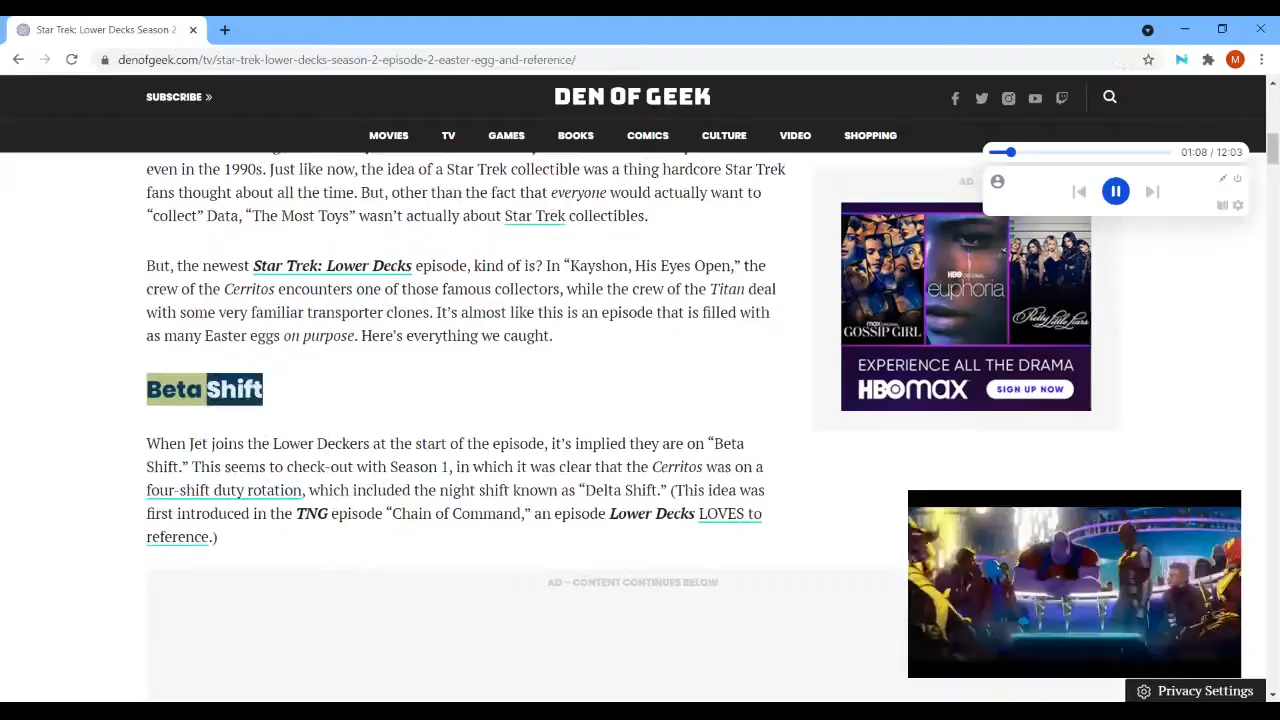 Star Trek: Lower Decks Season 2
denofgeek.com/tv/star-trek-lower-decks-season-2-episode-2-easter-egg-and-reference/
M
SUBSCRIBE »
DEN OF GEEK
MOVIES TV GAMES BOOKS COMICS CULTURE VIDEO SHOPPING
01:08 / 12:03
even in the 1990s. Just like now, the idea of a Star Trek collectible was a thing hardcore Star Trek
fans thought about all the time. But, other than the fact that everyone would actually want to
“collect” Data, “The Most Toys” wasn’t actually about Star Trek collectibles.
But, the newest Star Trek: Lower Decks episode, kind of is? In “Kayshon, His Eyes Open,” the
crew of the Cerritos encounters one of those famous collectors, while the crew of the Titan deal
with some very familiar transporter clones. It’s almost like this is an episode that is filled with
as many Easter eggs on purpose. Here’s everything we caught.
Beta Shift
When Jet joins the Lower Deckers at the start of the episode, it’s implied they are on “Beta
Shift.” This seems to check-out with Season 1, in which it was clear that the Cerritos was on a
four-shift duty rotation, which included the night shift known as “Delta Shift.” (This idea was
first introduced in the TNG episode “Chain of Command,” an episode Lower Decks LOVES to
reference.)
AD – CONTENT CONTINUES BELOW
AD
max ORIGINAL
GOSSIP GIRL
HBO ORIGINAL
euphoria
Pretty Little Liars
EXPERIENCE ALL THE DRAMA
HBOmax SIGN UP NOW
Privacy Settings